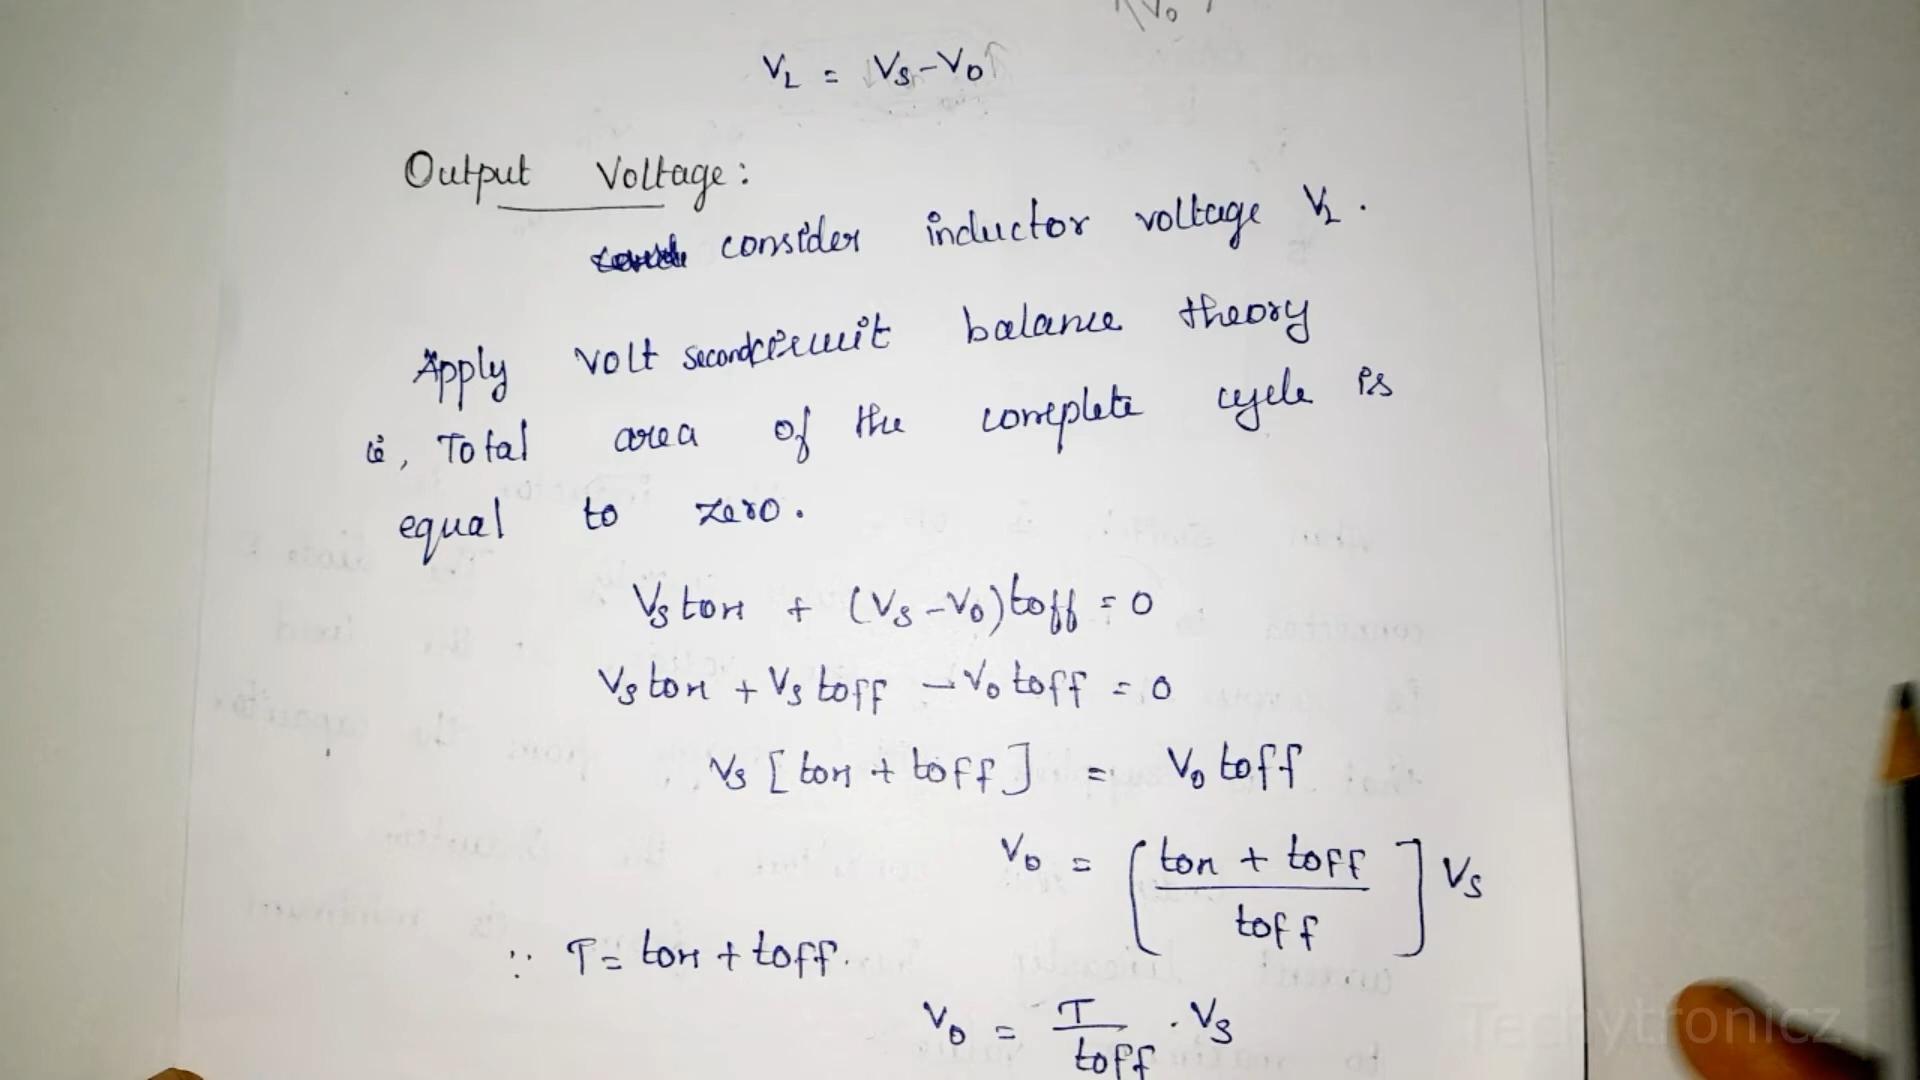 V_L = V_S - V_0
Output Voltage:
consider inductor voltage V_L.
Apply volt second circuit balance theory
ie, Total area of the complete cycle is
equal to zero.
V_S ton + (V_S - V_0) toff = 0
V_S ton + V_S toff - V_0 toff = 0
V_S [ton + toff] = V_0 toff
V_0 = [ton + toff / toff] V_S
∵ T = ton + toff.
V_0 = T / toff . V_S
Techytronicz